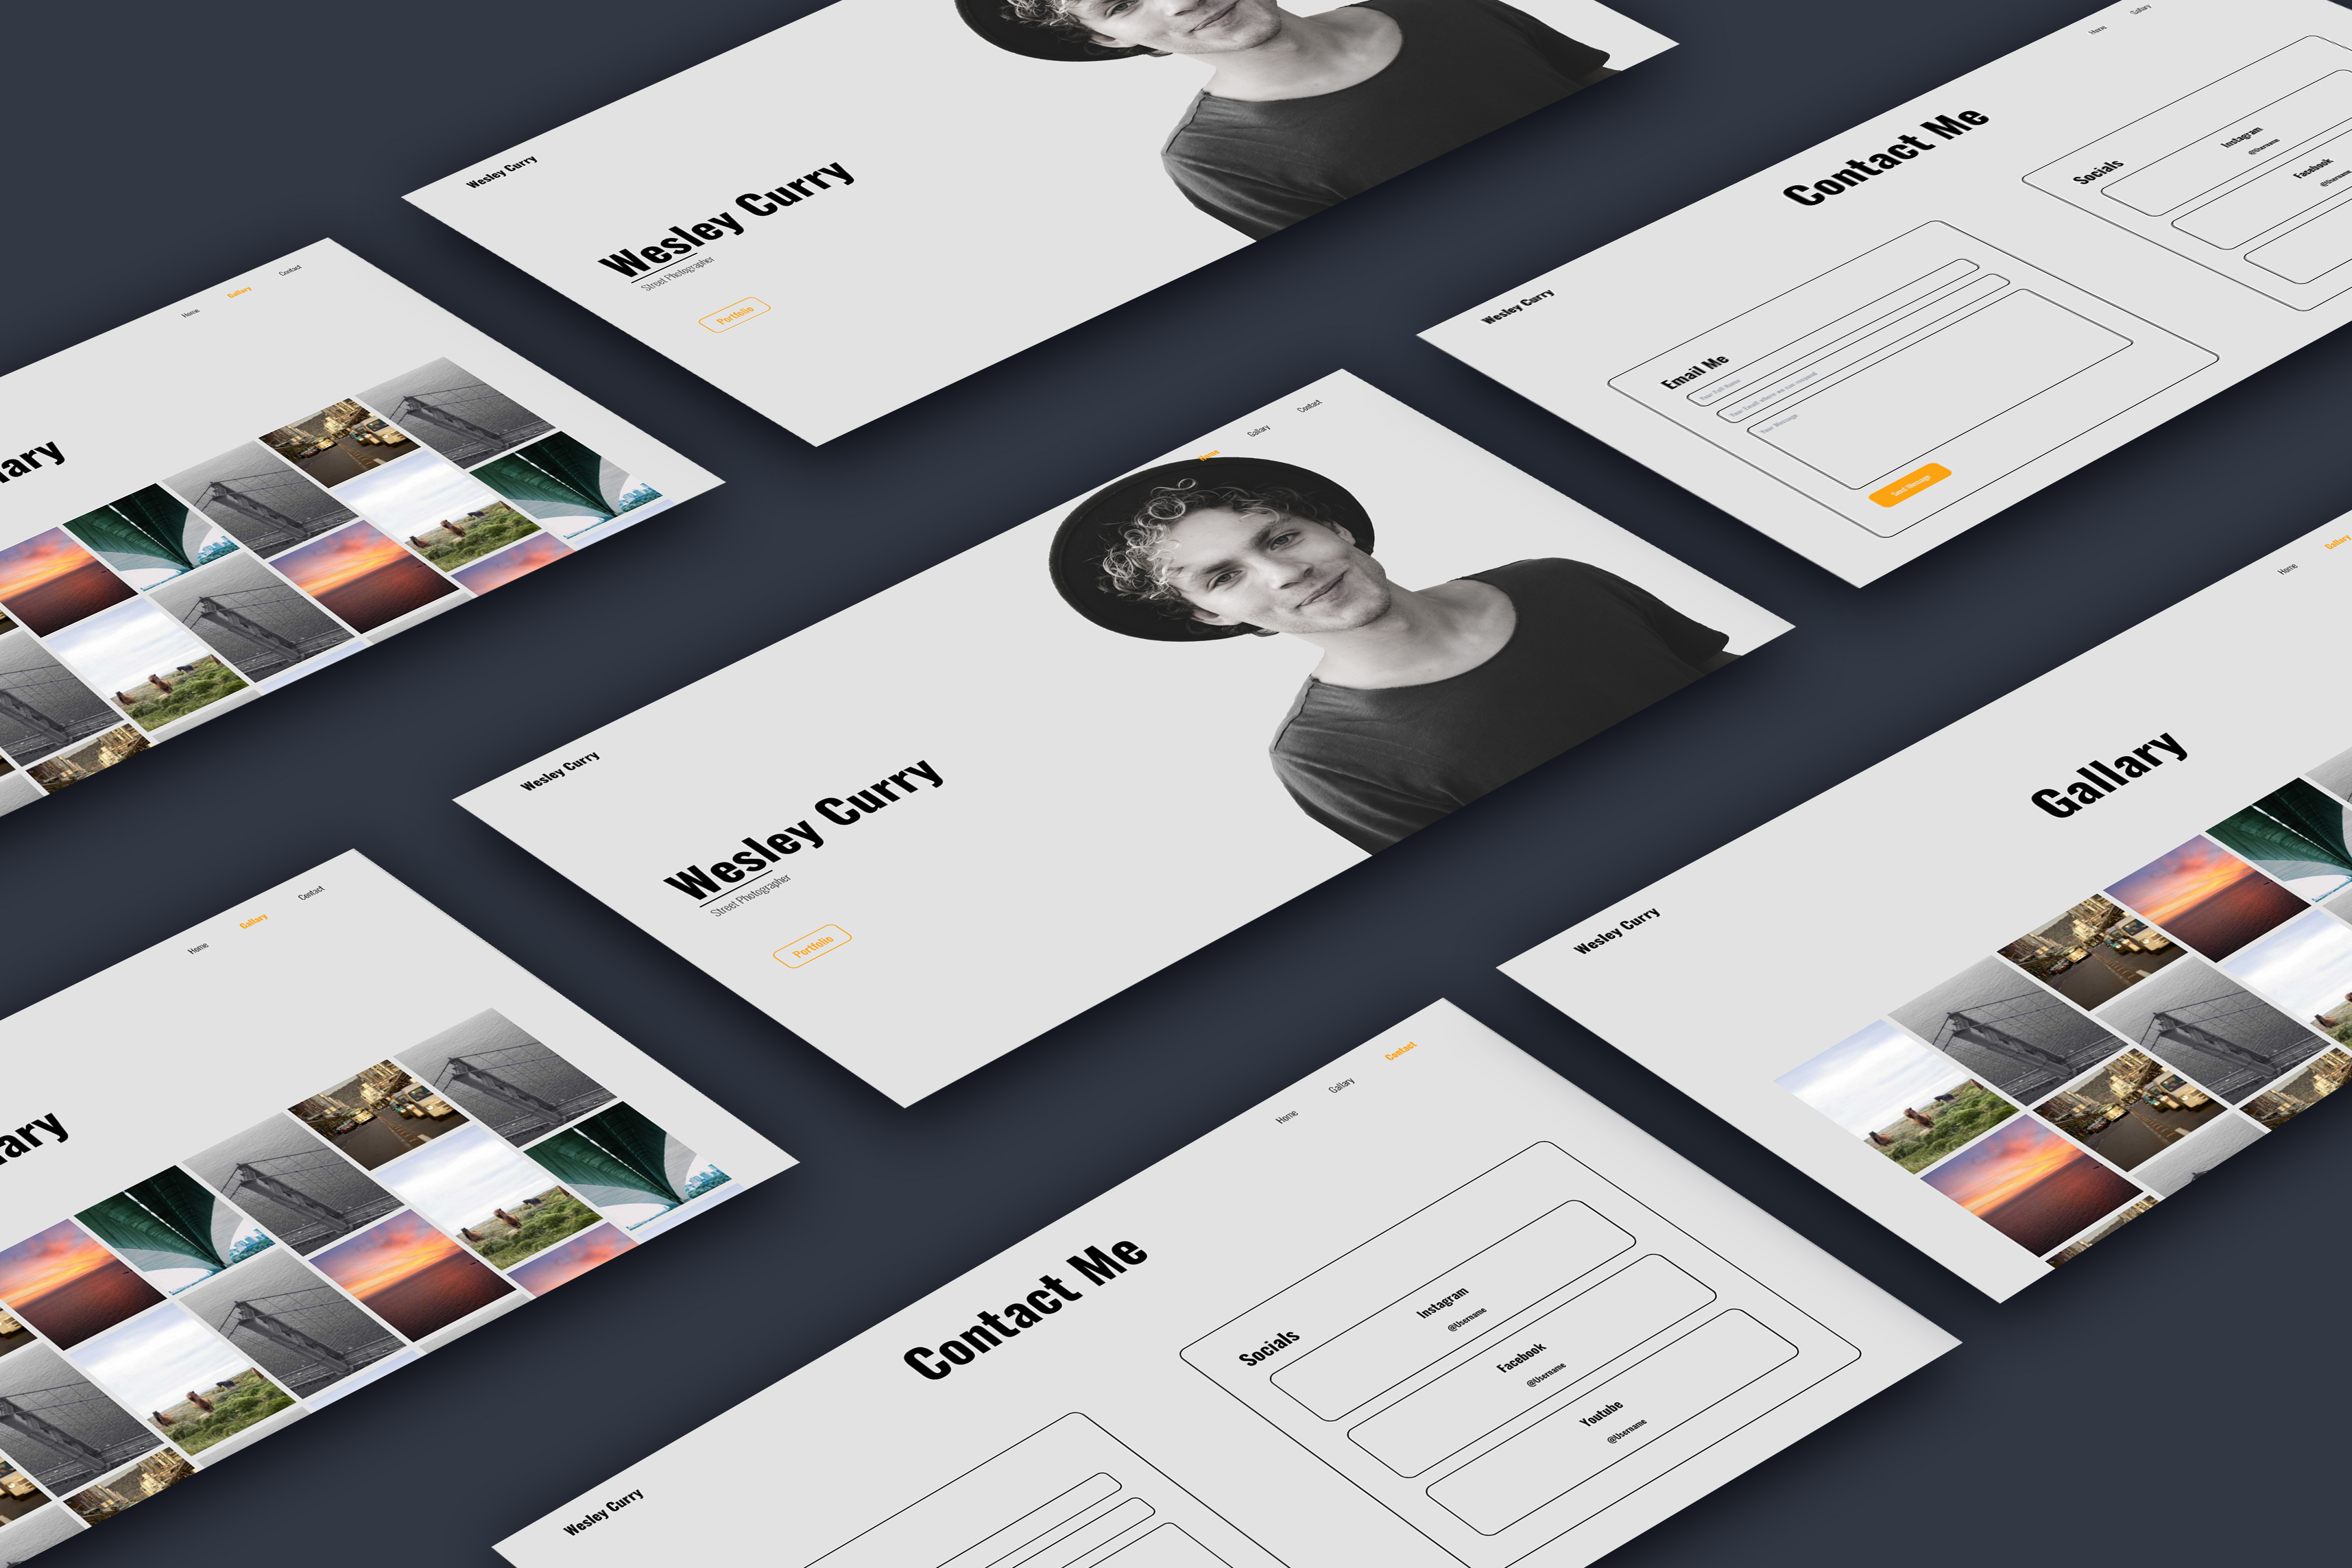 Wesley Curry
Wesley Curry
Street Photographer
Portfolio
Home
Gallary
Contact Me
Wesley Curry
Email Me
Your Full Name
Your Email where we can respond
Your Message
Send Message
Socials
Instagram
@Username
Facebook
@Username
Home
Gallary
Contact
Wesley Curry
Home
Gallary
Contact
Wesley Curry
Street Photographer
Portfolio
Home
Gallary
Wesley Curry
Gallary
Home
Gallary
Contact
Wesley Curry
Home
Gallary
Contact
Contact Me
Socials
Instagram
@Username
Facebook
@Username
Youtube
@Username